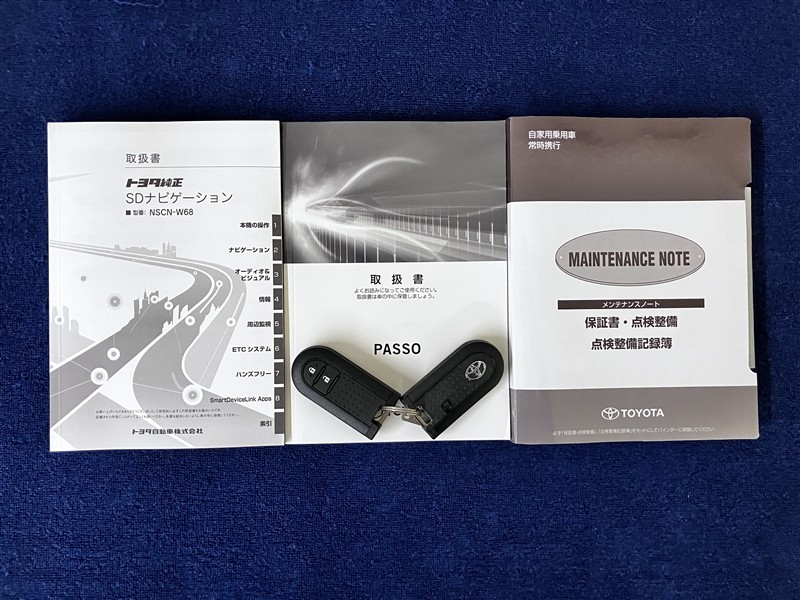 取扱書
トヨタ純正
SDナビゲーション
■ 型番: NSCN-W68
本機の操作 1
ナビゲーション 2
オーディオ&
ビジュアル 3
情報 4
周辺監視 5
ETCシステム 6
ハンズフリー 7
SmartDeviceLink Apps 8
索引
トヨタ自動車株式会社
取扱書
よくお読みになってご使用ください。
取扱書は車の中に保管しましょう。
PASSO
自家用乗用車
常時携行
MAINTENANCE NOTE
メンテナンスノート
保証書・点検整備
点検整備記録簿
TOYOTA